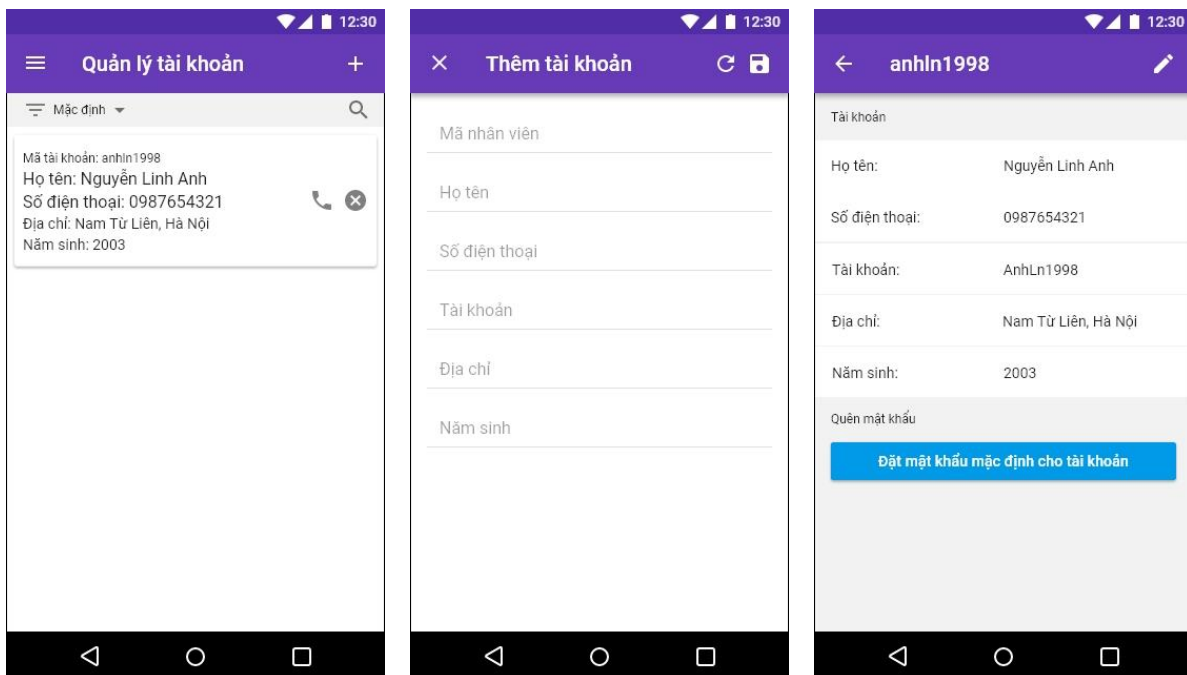 12:30
Quản lý tài khoản
Mặc định
Mã tài khoản: anhln1998
Họ tên: Nguyễn Linh Anh
Số điện thoại: 0987654321
Địa chỉ: Nam Từ Liên, Hà Nội
Năm sinh: 2003
12:30
Thêm tài khoản
Mã nhân viên
Họ tên
Số điện thoại
Tài khoản
Địa chỉ
Năm sinh
12:30
anhln1998
Tài khoản
Họ tên: Nguyễn Linh Anh
Số điện thoại: 0987654321
Tài khoản: AnhLn1998
Địa chỉ: Nam Từ Liên, Hà Nội
Năm sinh: 2003
Quên mật khẩu
Đặt mật khẩu mặc định cho tài khoản